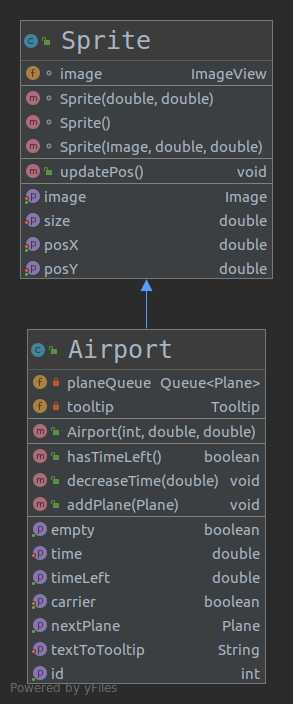 Sprite
image ImageView
Sprite(double, double)
Sprite()
Sprite(Image, double, double)
updatePos() void
image Image
size double
posX double
posY double
Airport
planeQueue Queue<Plane>
tooltip Tooltip
Airport(int, double, double)
hasTimeLeft() boolean
decreaseTime(double) void
addPlane(Plane) void
empty boolean
time double
timeLeft double
carrier boolean
nextPlane Plane
textToTooltip String
id int
Powered by yFiles